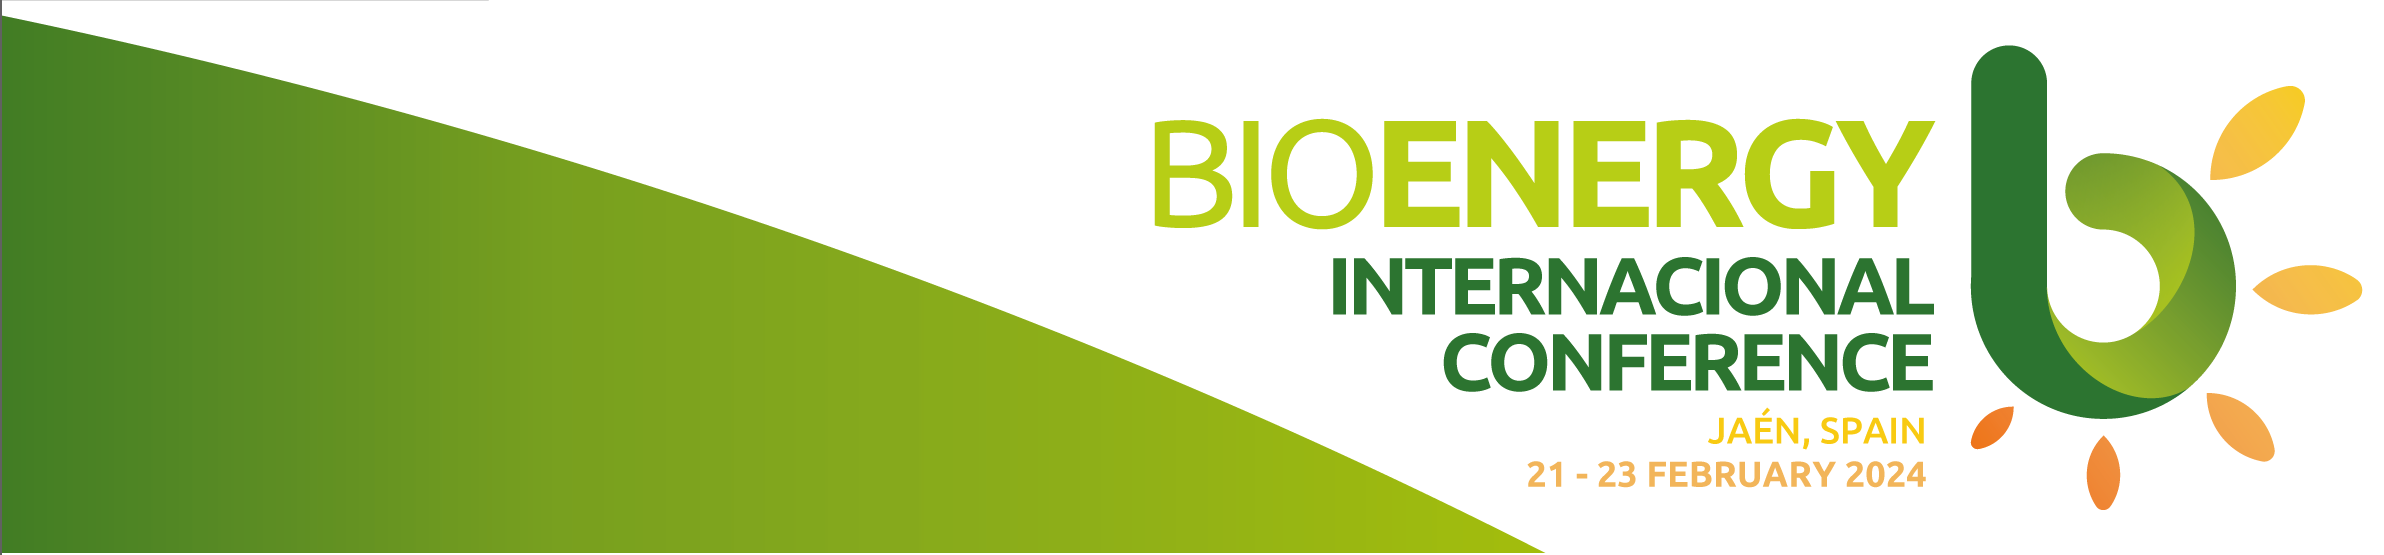 BIOENERGY
INTERNACIONAL
CONFERENCE
JAÉN, SPAIN
21 - 23 FEBRUARY 2024